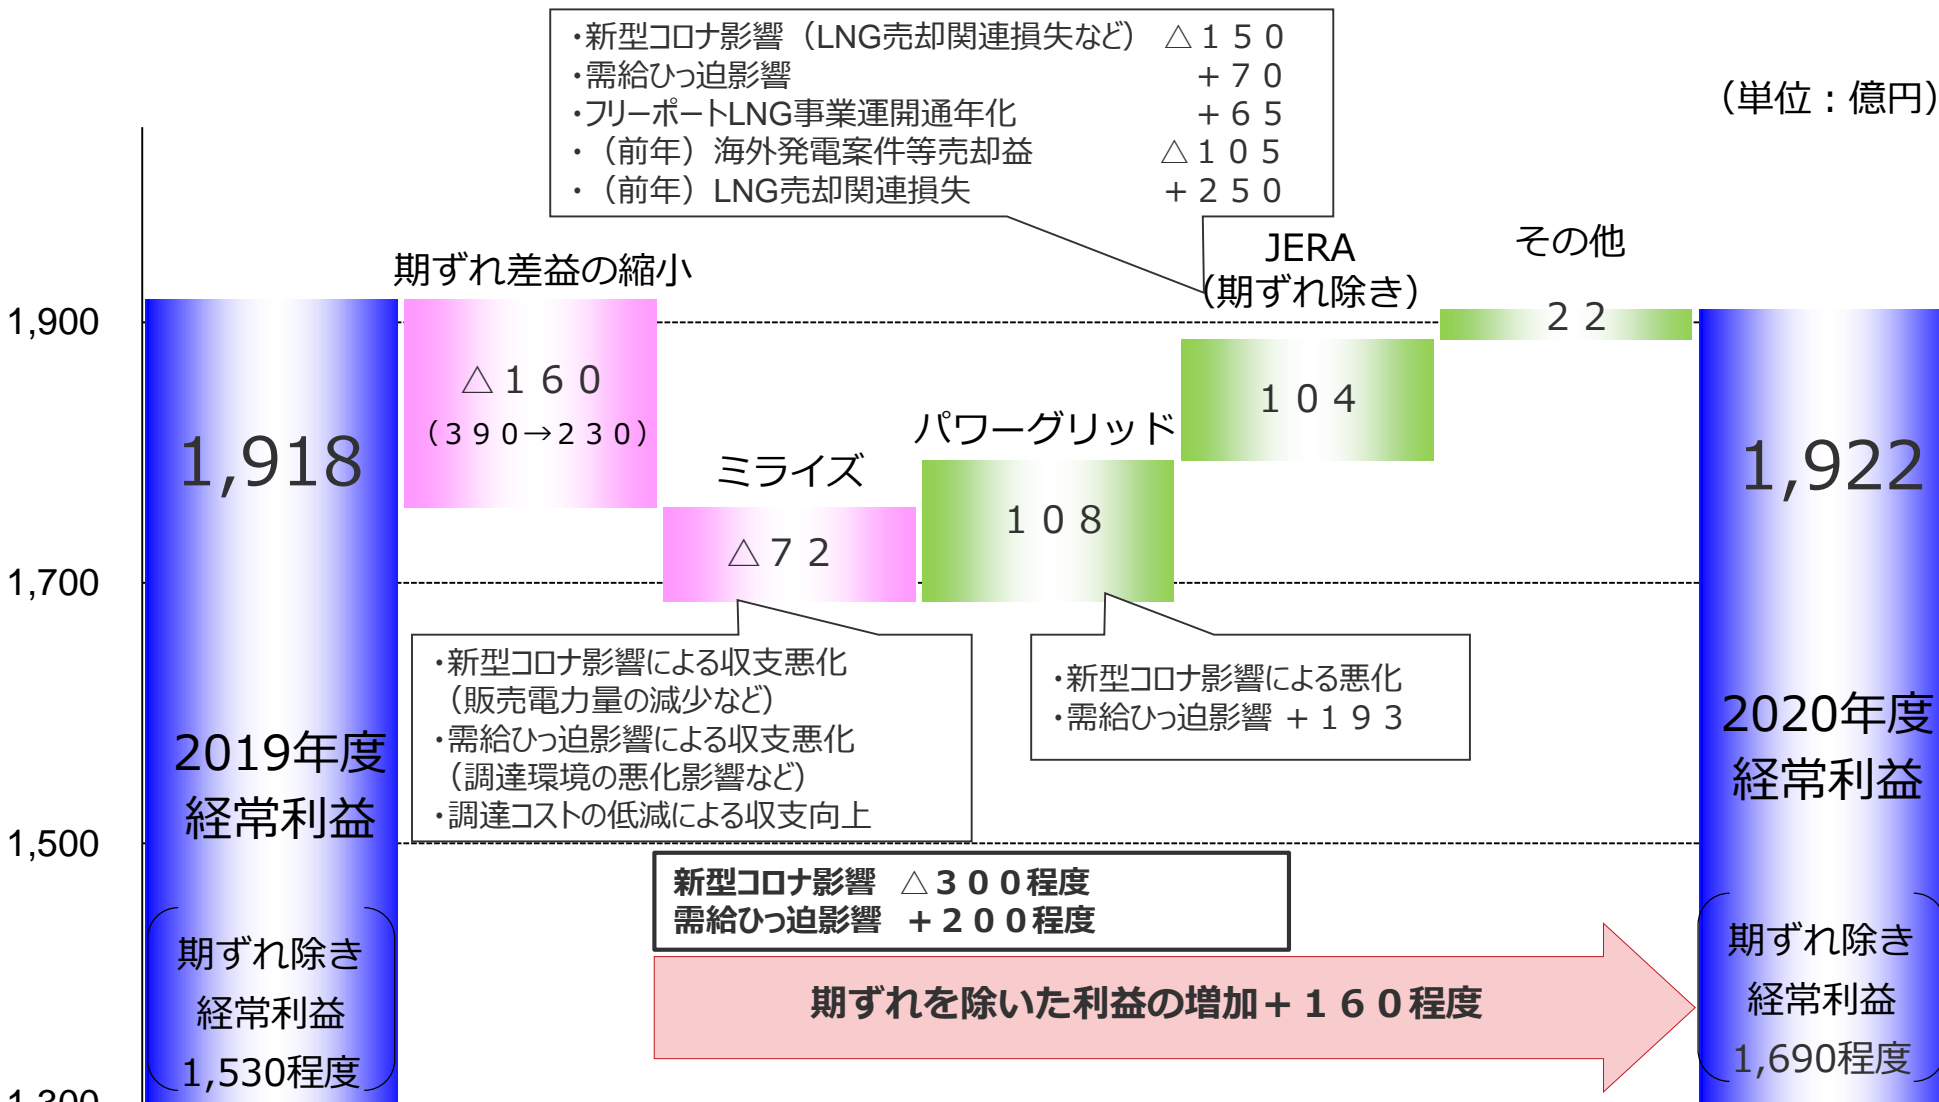 ・新型コロナ影響（LNG売却関連損失など） △１５０
・需給ひっ迫影響 ＋７０
・フリーポートLNG事業運開通年化 ＋６５
・（前年）海外発電案件等売却益 △１０５
・（前年）LNG売却関連損失 ＋２５０
（単位：億円）
期ずれ差益の縮小
JERA
（期ずれ除き）
その他
1,900
△１６０
（３９０→２３０）
２２
１０４
1,918
ミライズ
パワーグリッド
1,922
△７２
１０８
1,700
・新型コロナ影響による収支悪化
（販売電力量の減少など）
・需給ひっ迫影響による収支悪化
（調達環境の悪化影響など）
・調達コストの低減による収支向上
・新型コロナ影響による悪化
・需給ひっ迫影響 ＋１９３
2019年度
経常利益
2020年度
経常利益
1,500
新型コロナ影響 △３００程度
需給ひっ迫影響 ＋２００程度
期ずれを除いた利益の増加＋１６０程度
期ずれ除き
経常利益
1,530程度
期ずれ除き
経常利益
1,690程度
1,300